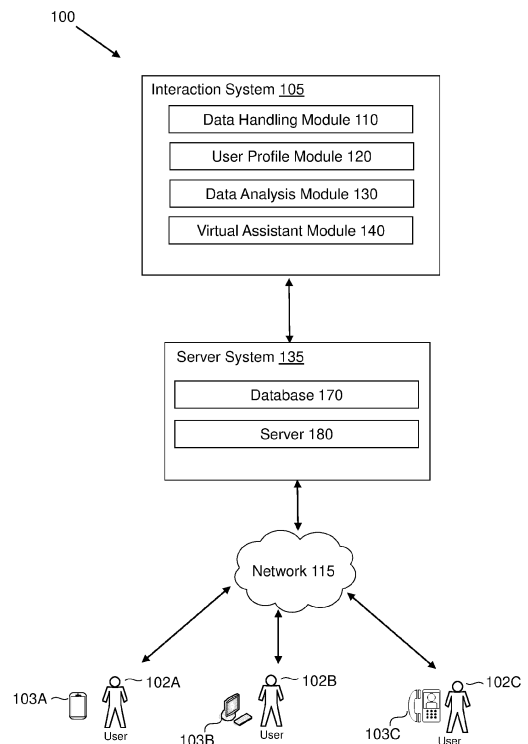 100
Interaction System 105
Data Handling Module 110
User Profile Module 120
Data Analysis Module 130
Virtual Assistant Module 140
Server System 135
Database 170
Server 180
Network 115
103A
102A
User
103B
102B
User
103C
102C
User